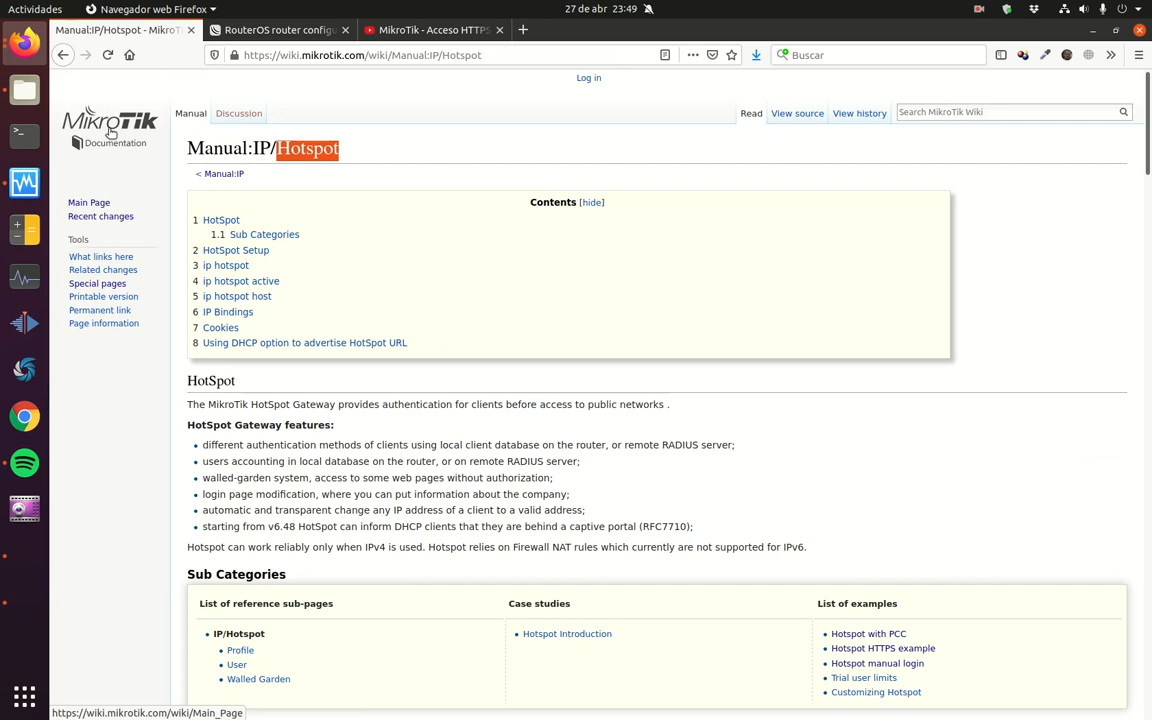 Actividades
Navegador web Firefox
27 de abr 23:49
Manual:IP/Hotspot - MikroT
RouterOS router configu
MikroTik - Acceso HTTPS
https://wiki.mikrotik.com/wiki/Manual:IP/Hotspot
Buscar
Log in
MikroTik
Documentation
Manual
Discussion
Read
View source
View history
Search MikroTik Wiki
Manual:IP/Hotspot
< Manual:IP
Main Page
Recent changes
Tools
What links here
Related changes
Special pages
Printable version
Permanent link
Page information
Contents [hide]
1 HotSpot
1.1 Sub Categories
2 HotSpot Setup
3 ip hotspot
4 ip hotspot active
5 ip hotspot host
6 IP Bindings
7 Cookies
8 Using DHCP option to advertise HotSpot URL
HotSpot
The MikroTik HotSpot Gateway provides authentication for clients before access to public networks .
HotSpot Gateway features:
different authentication methods of clients using local client database on the router, or remote RADIUS server;
users accounting in local database on the router, or on remote RADIUS server;
walled-garden system, access to some web pages without authorization;
login page modification, where you can put information about the company;
automatic and transparent change any IP address of a client to a valid address;
starting from v6.48 HotSpot can inform DHCP clients that they are behind a captive portal (RFC7710);
Hotspot can work reliably only when IPv4 is used. Hotspot relies on Firewall NAT rules which currently are not supported for IPv6.
Sub Categories
List of reference sub-pages
IP/Hotspot
Profile
User
Walled Garden
Case studies
Hotspot Introduction
List of examples
Hotspot with PCC
Hotspot HTTPS example
Hotspot manual login
Trial user limits
Customizing Hotspot
https://wiki.mikrotik.com/wiki/Main_Page